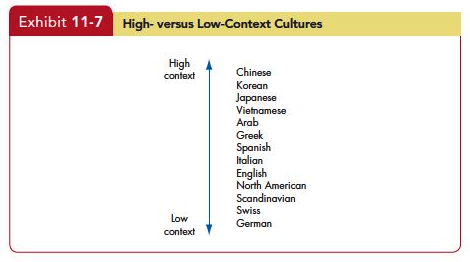 Exhibit 11-7 High- versus Low-Context Cultures
High
context
Chinese
Korean
Japanese
Vietnamese
Arab
Greek
Spanish
Italian
English
North American
Scandinavian
Swiss
German
Low
context